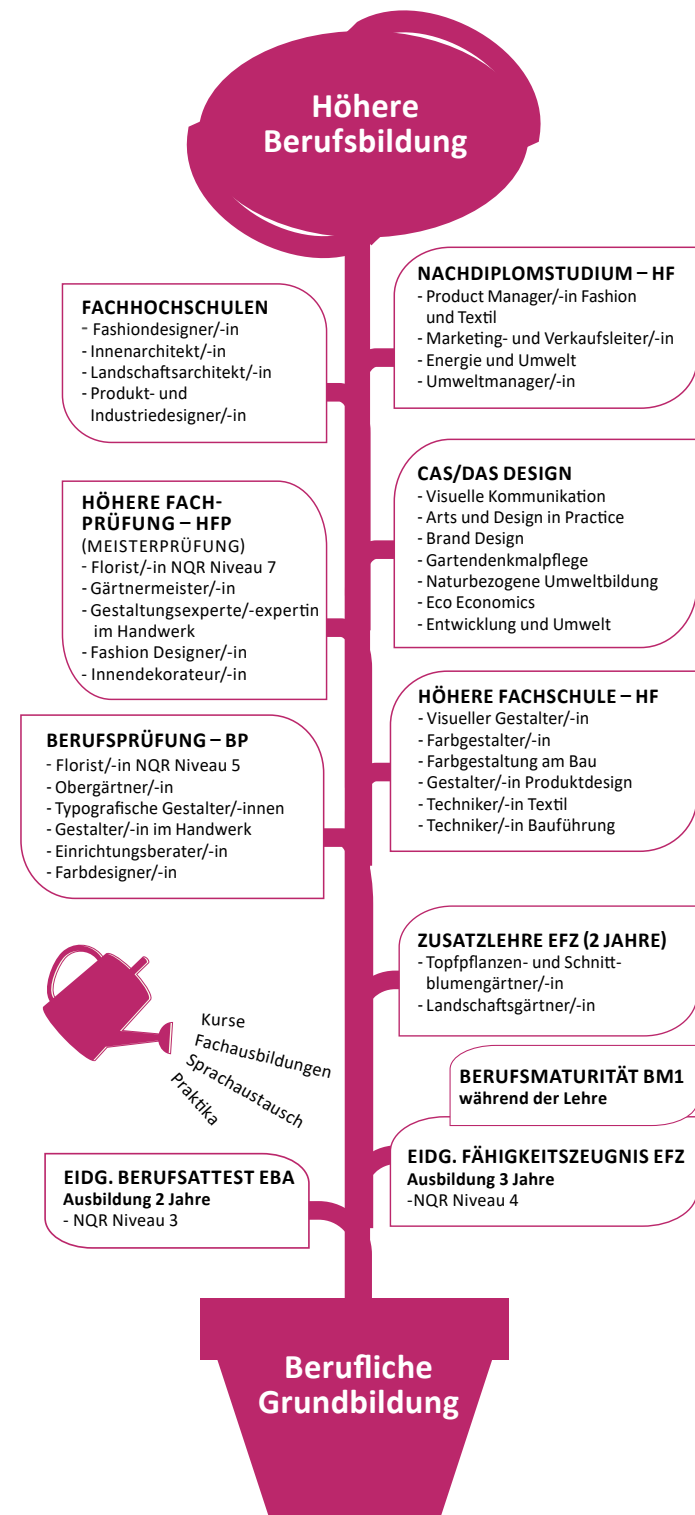 Höhere
Berufsbildung
NACHDIPLOMSTUDIUM – HF
- Product Manager/-in Fashion
und Textil
- Marketing- und Verkaufsleiter/-in
- Energie und Umwelt
- Umweltmanager/-in
FACHHOCHSCHULEN
- Fashiondesigner/-in
- Innenarchitekt/-in
- Landschaftsarchitekt/-in
- Produkt- und
Industriedesigner/-in
CAS/DAS DESIGN
- Visuelle Kommunikation
- Arts und Design in Practice
- Brand Design
- Gartendenkmalpflege
- Naturbezogene Umweltbildung
- Eco Economics
- Entwicklung und Umwelt
HÖHERE FACH-
PRÜFUNG – HFP
(MEISTERPRÜFUNG)
- Florist/-in NQR Niveau 7
- Gärtnermeister/-in
- Gestaltungsexperte/-expertin
im Handwerk
- Fashion Designer/-in
- Innendekorateur/-in
HÖHERE FACHSCHULE – HF
- Visueller Gestalter/-in
- Farbgestalter/-in
- Farbgestaltung am Bau
- Gestalter/-in Produktdesign
- Techniker/-in Textil
- Techniker/-in Bauführung
BERUFSPRÜFUNG – BP
- Florist/-in NQR Niveau 5
- Obergärtner/-in
- Typografische Gestalter/-innen
- Gestalter/-in im Handwerk
- Einrichtungsberater/-in
- Farbdesigner/-in
ZUSATZLEHRE EFZ (2 JAHRE)
- Topfpflanzen- und Schnitt-
blumengärtner/-in
- Landschaftsgärtner/-in
Kurse
Fachausbildungen
Sprachaustausch
Praktika
BERUFSMATURITÄT BM1
während der Lehre
EIDG. FÄHIGKEITSZEUGNIS EFZ
Ausbildung 3 Jahre
-NQR Niveau 4
EIDG. BERUFSATTEST EBA
Ausbildung 2 Jahre
- NQR Niveau 3
Berufliche
Grundbildung